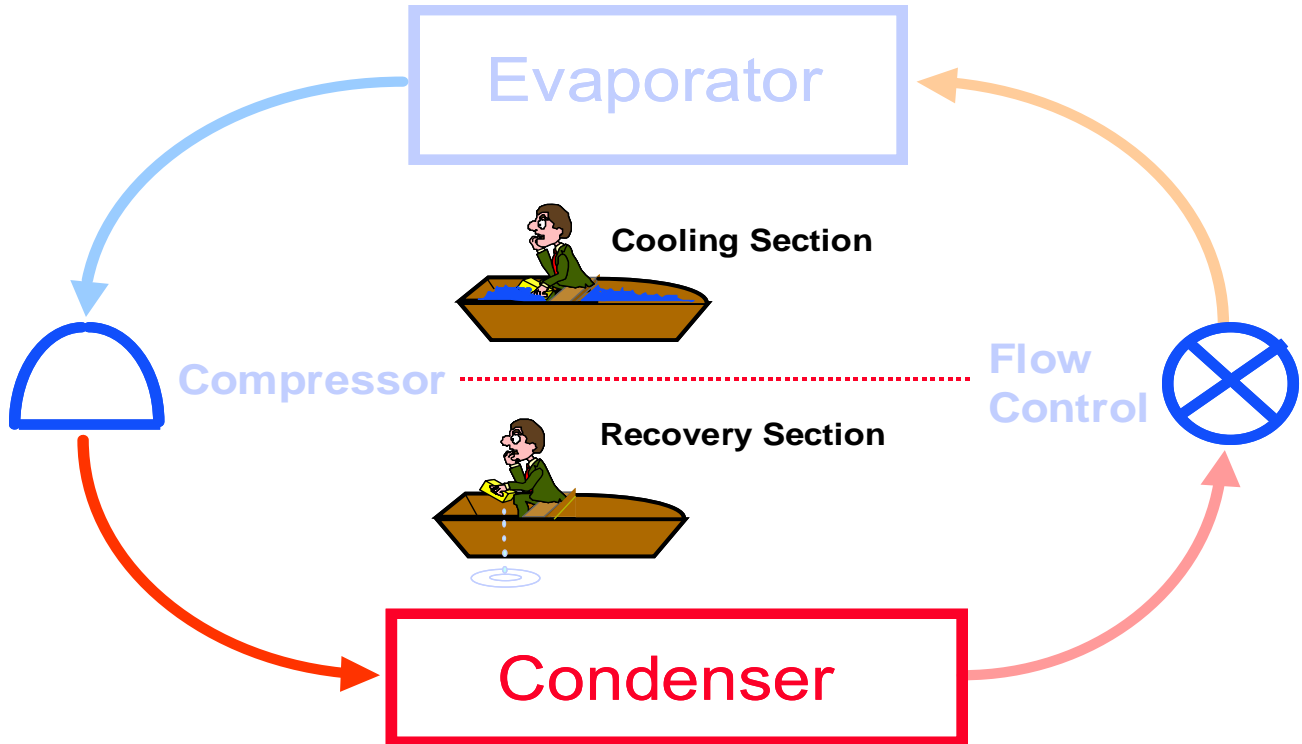 Evaporator
Cooling Section
Compressor
Flow
Control
Recovery Section
Condenser